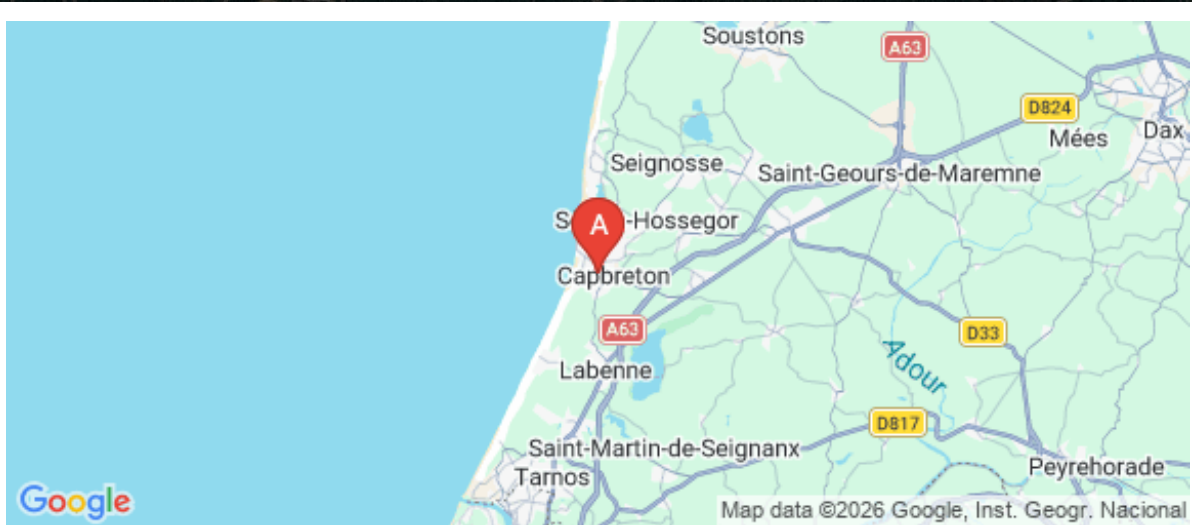 Soustons
A63
D824
Mées
Dax
Seignosse
Saint-Geours-de-Maremne
A
-Hossegor
Capbreton
A63
D33
Adour
Labenne
D817
Saint-Martin-de-Seignanx
Tarnos
Peyrehorade
Google
Map data ©2026 Google, Inst. Geogr. Nacional